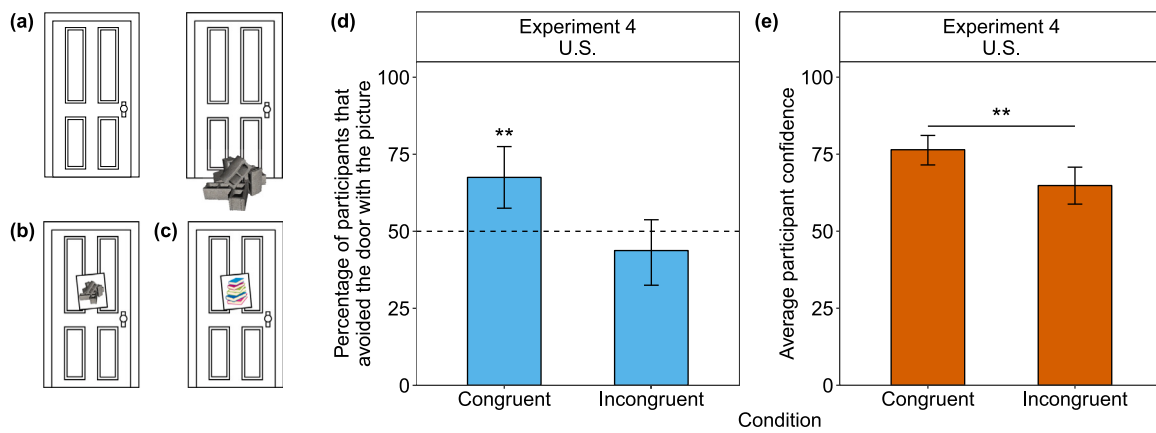 (a)
(b)
(c)
(d)
Experiment 4
U.S.
Percentage of participants that
avoided the door with the picture
100
75
50
25
0
**
Congruent
Incongruent
(e)
Experiment 4
U.S.
Average participant confidence
100
75
50
25
0
**
Congruent
Incongruent
Condition